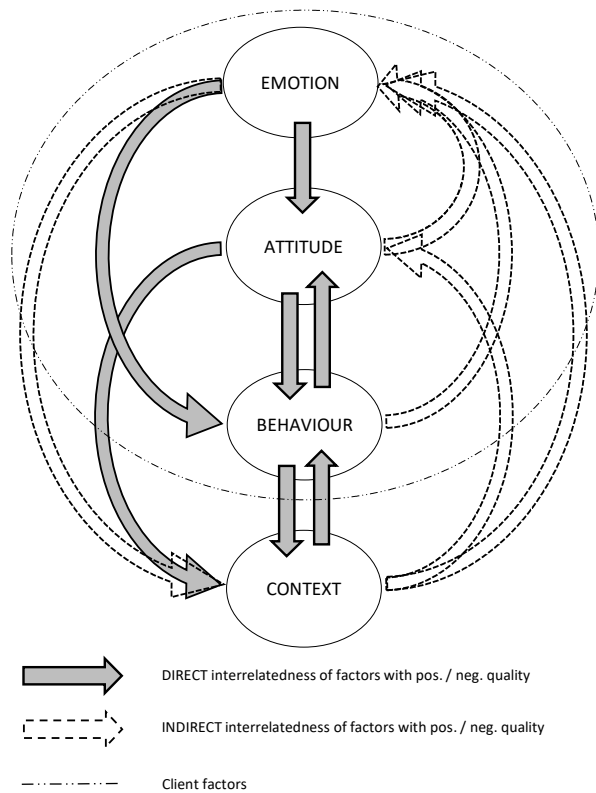 EMOTION
ATTITUDE
BEHAVIOUR
CONTEXT
DIRECT interrelatedness of factors with pos. / neg. quality
INDIRECT interrelatedness of factors with pos. / neg. quality
Client factors